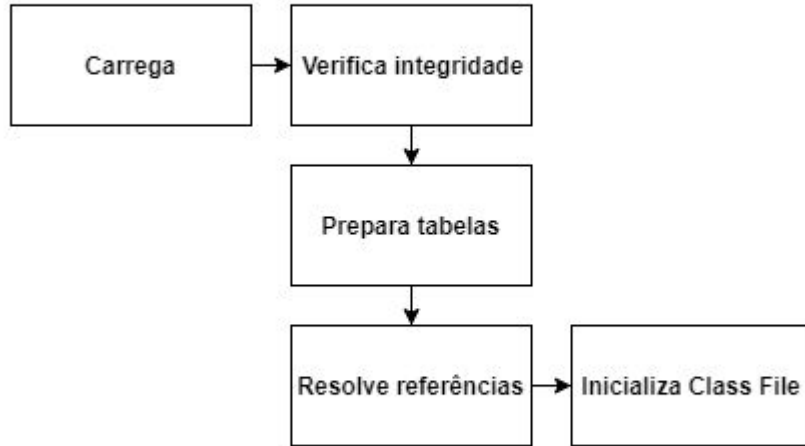 Carrega
Verifica integridade
Prepara tabelas
Resolve referências
Inicializa Class File